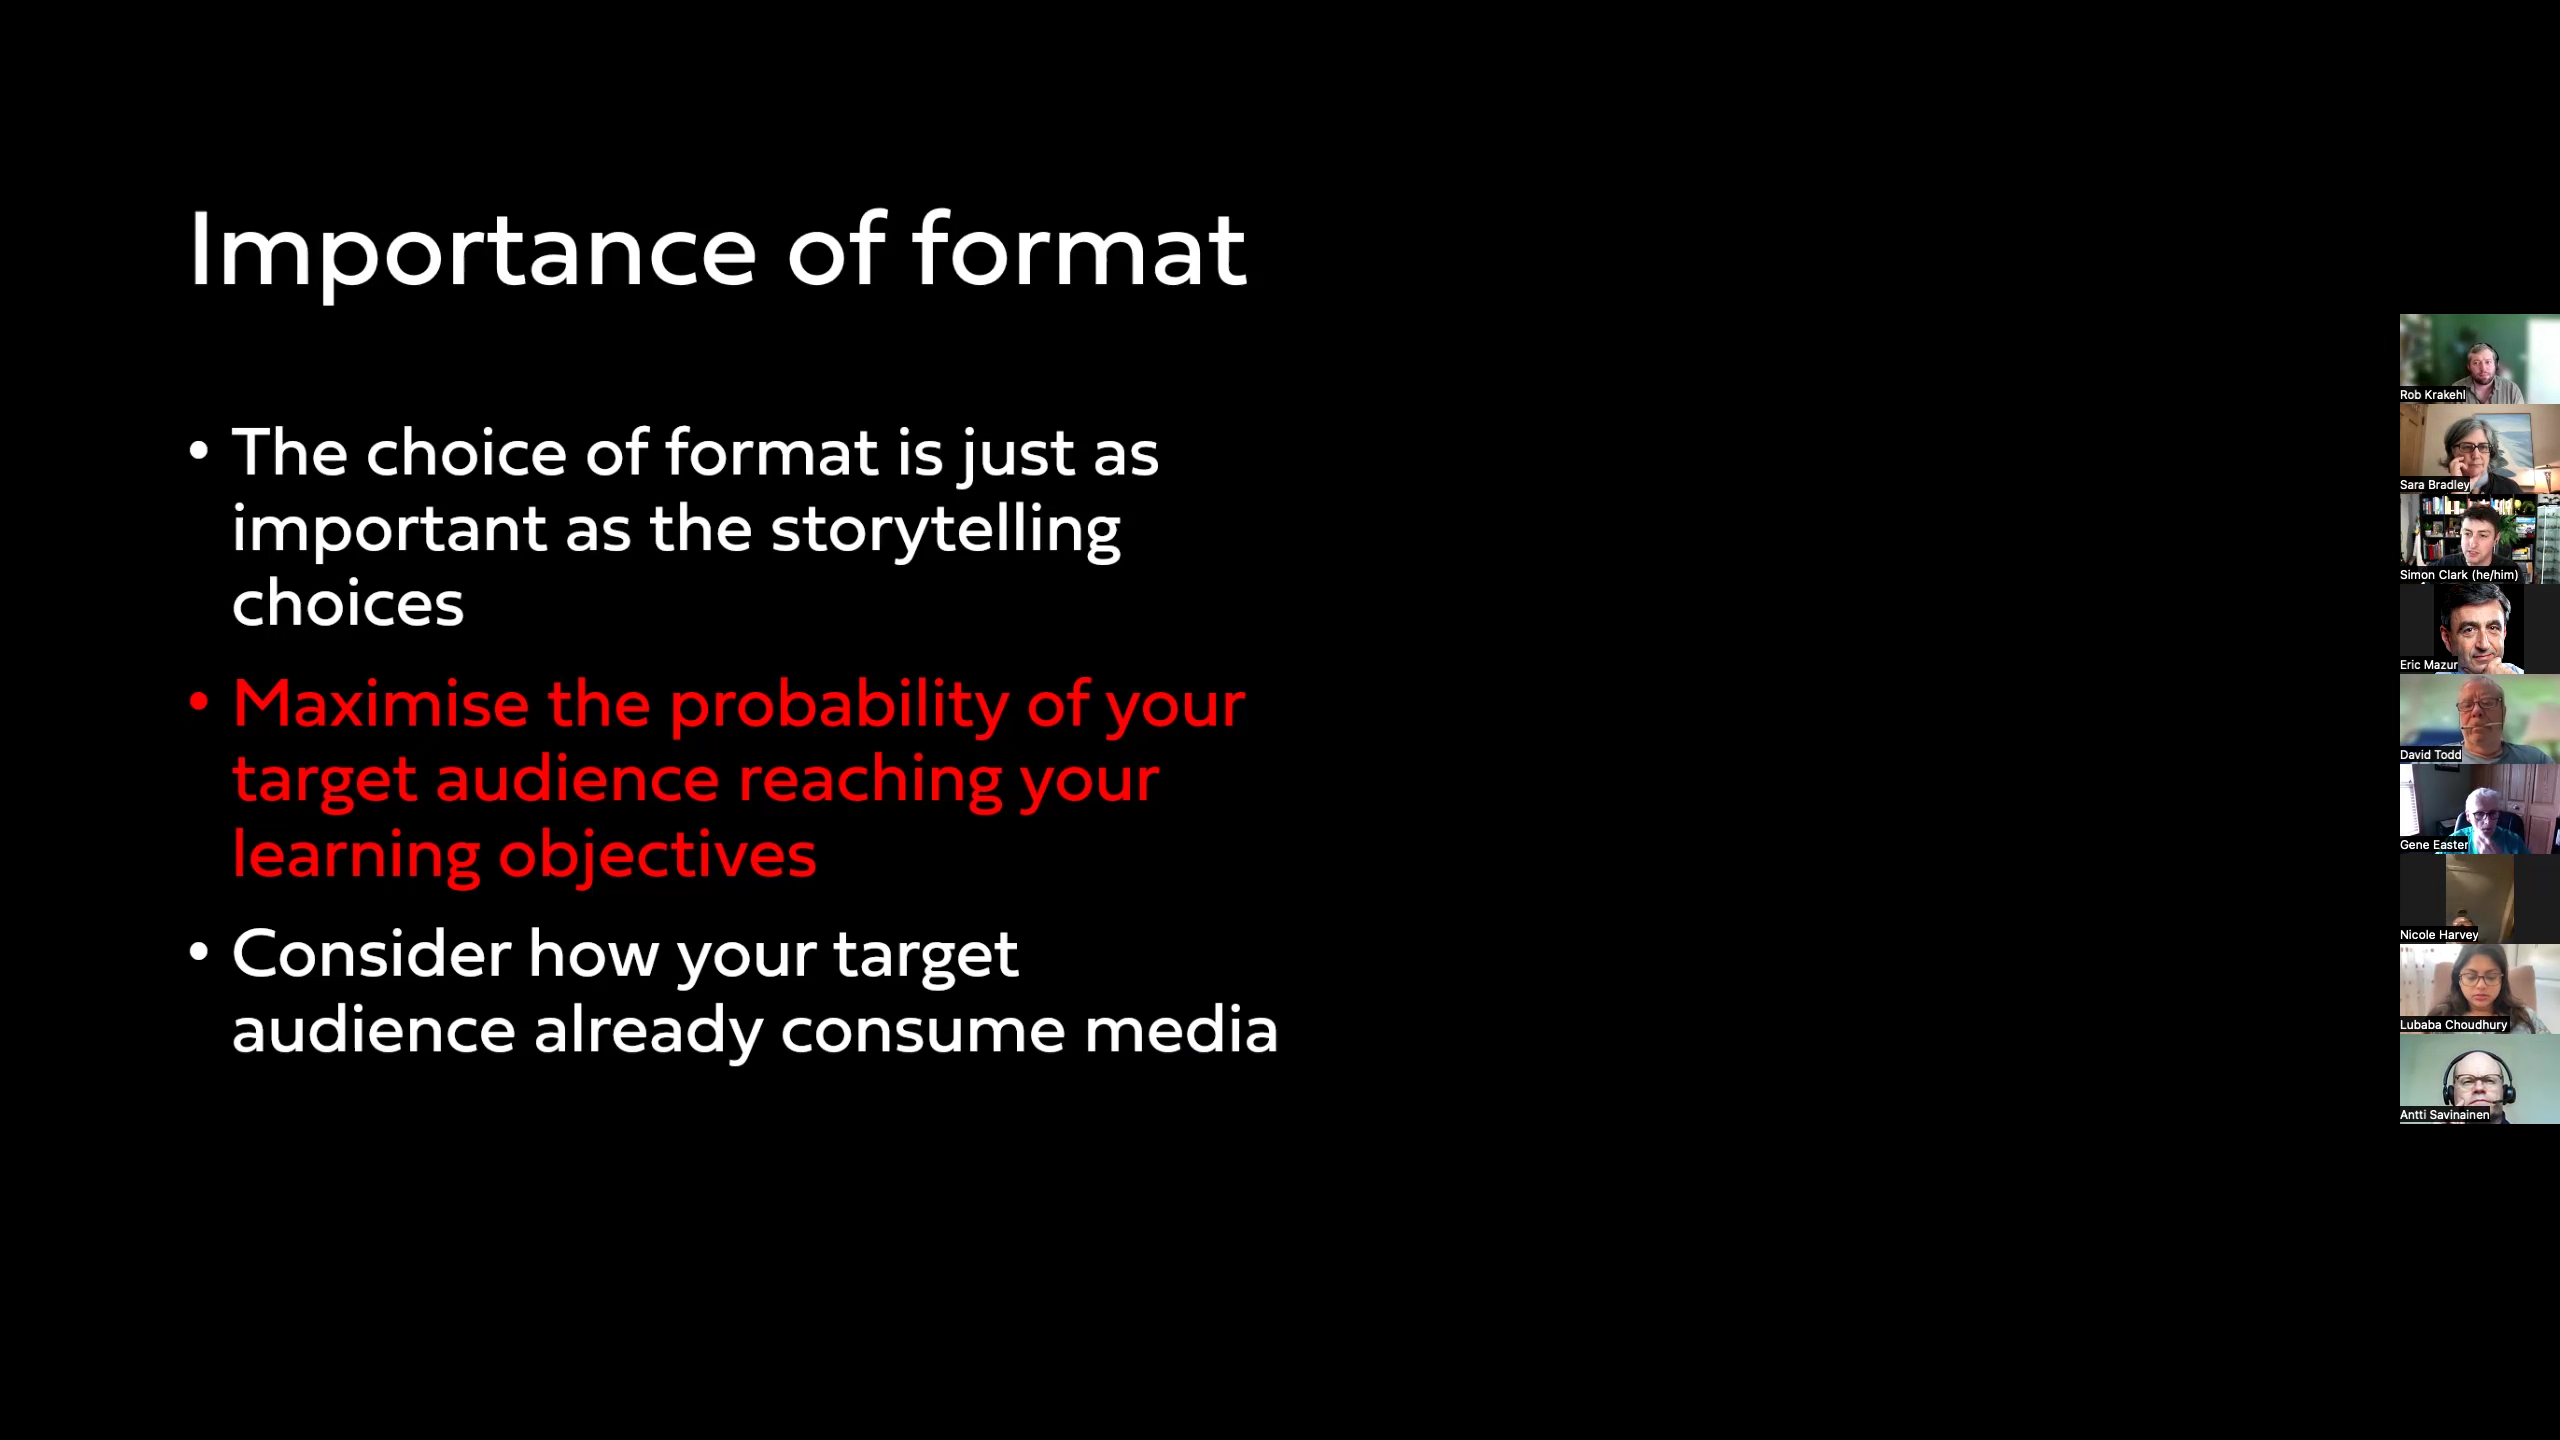 Importance of format
• The choice of format is just as
important as the storytelling
choices
• Maximise the probability of your
target audience reaching your
learning objectives
• Consider how your target
audience already consume media
Rob Krakehl
Sara Bradley
Simon Clark (he/him)
Eric Mazur
David Todd
Gene Easter
Nicole Harvey
Lubaba Choudhury
Antti Savinainen